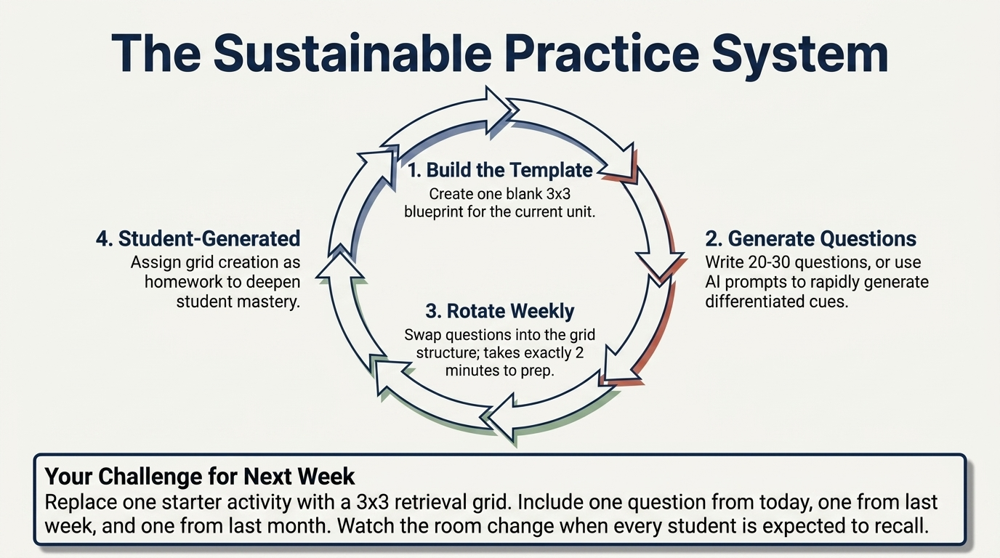 The Sustainable Practice System
1. Build the Template
Create one blank 3x3
blueprint for the current unit.
2. Generate Questions
Write 20-30 questions, or use
AI prompts to rapidly generate
differentiated cues.
3. Rotate Weekly
Swap questions into the grid
structure; takes exactly 2
minutes to prep.
4. Student-Generated
Assign grid creation as
homework to deepen
student mastery.
Your Challenge for Next Week
Replace one starter activity with a 3x3 retrieval grid. Include one question from today, one from last
week, and one from last month. Watch the room change when every student is expected to recall.